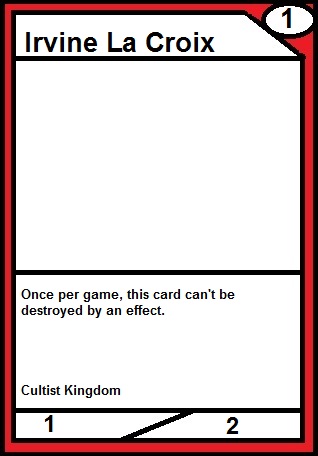 1
Irvine La Croix
Once per game, this card can't be
destroyed by an effect.
Cultist Kingdom
1 2